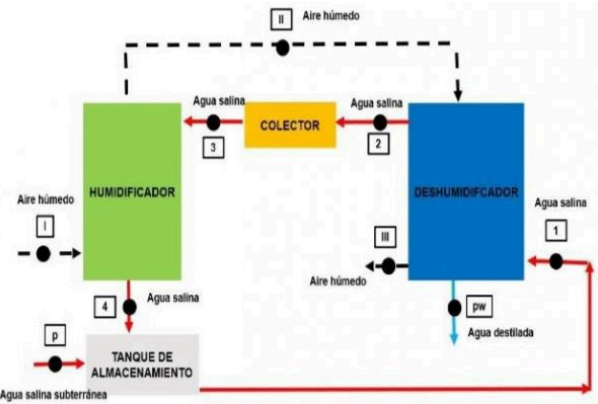 II
Aire húmedo
Agua salina
3
COLECTOR
Agua salina
2
HUMIDIFICADOR
DESHUMIDIFCADOR
Aire húmedo
I
Agua salina
1
III
Aire húmedo
4
Agua salina
pw
Agua destilada
p
Agua salina subterránea
TANQUE DE
ALMACENAMIENTO